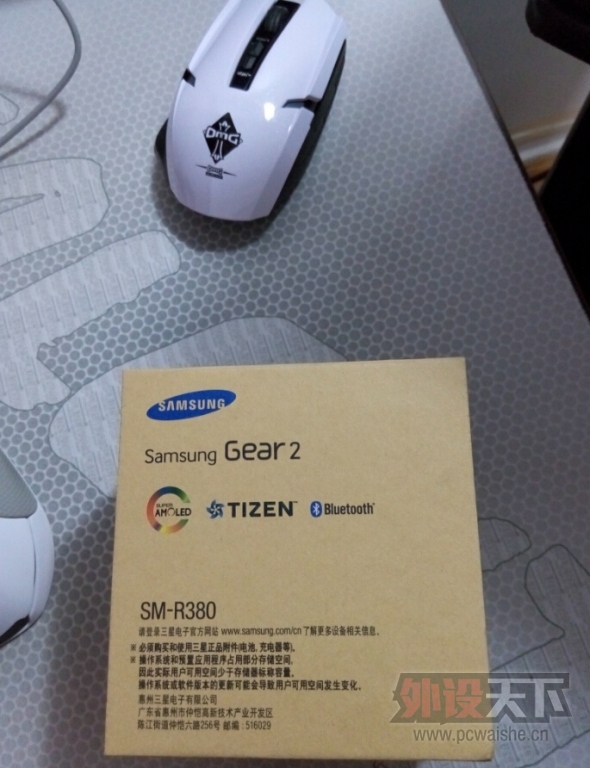 DmG
SAMSUNG
Samsung Gear 2
SUPER AMOLED
TIZEN™
Bluetooth®
SM-R380
请登录三星电子官方网站 www.samsung.com/cn 了解更多设备相关信息。
※ 必须购买和使用三星正品附件(电池, 充电器等)。
※ 操作系统和预置应用程序占用部分存储空间,
因此实际用户可用空间少于存储器标称容量。
操作系统或软件版本的更新可能会导致用户可用空间发生变化。
惠州三星电子有限公司
广东省惠州市仲恺高新技术产业开发区
陈江街道仲恺六路256号 邮编 : 516029
外设天下
www.pcwaishe.cn